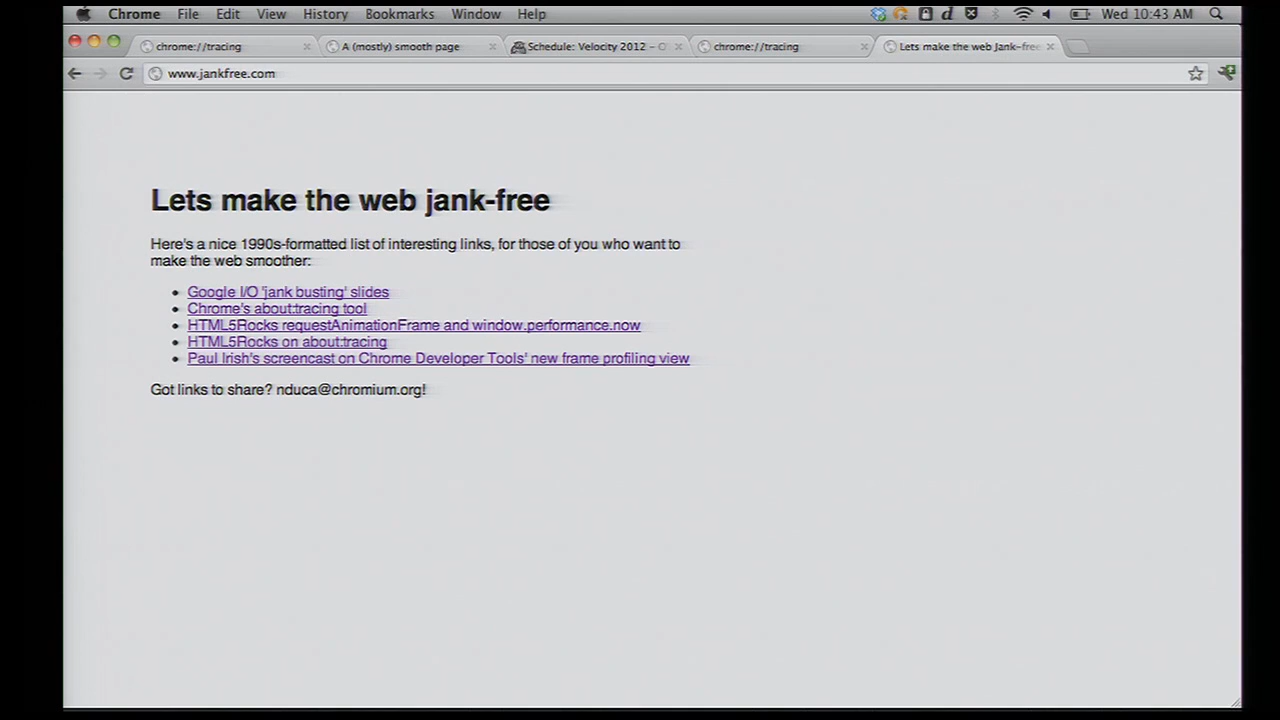 Chrome File Edit View History Bookmarks Window Help Wed 10:43 AM
chrome://tracing A (mostly) smooth page Schedule: Velocity 2012 – O chrome://tracing Lets make the web Jank-free
www.jankfree.com
Lets make the web jank-free
Here's a nice 1990s-formatted list of interesting links, for those of you who want to
make the web smoother:
• Google I/O 'jank busting' slides
• Chrome's about:tracing tool
• HTML5Rocks requestAnimationFrame and window.performance.now
• HTML5Rocks on about:tracing
• Paul Irish's screencast on Chrome Developer Tools' new frame profiling view
Got links to share? nduca@chromium.org!